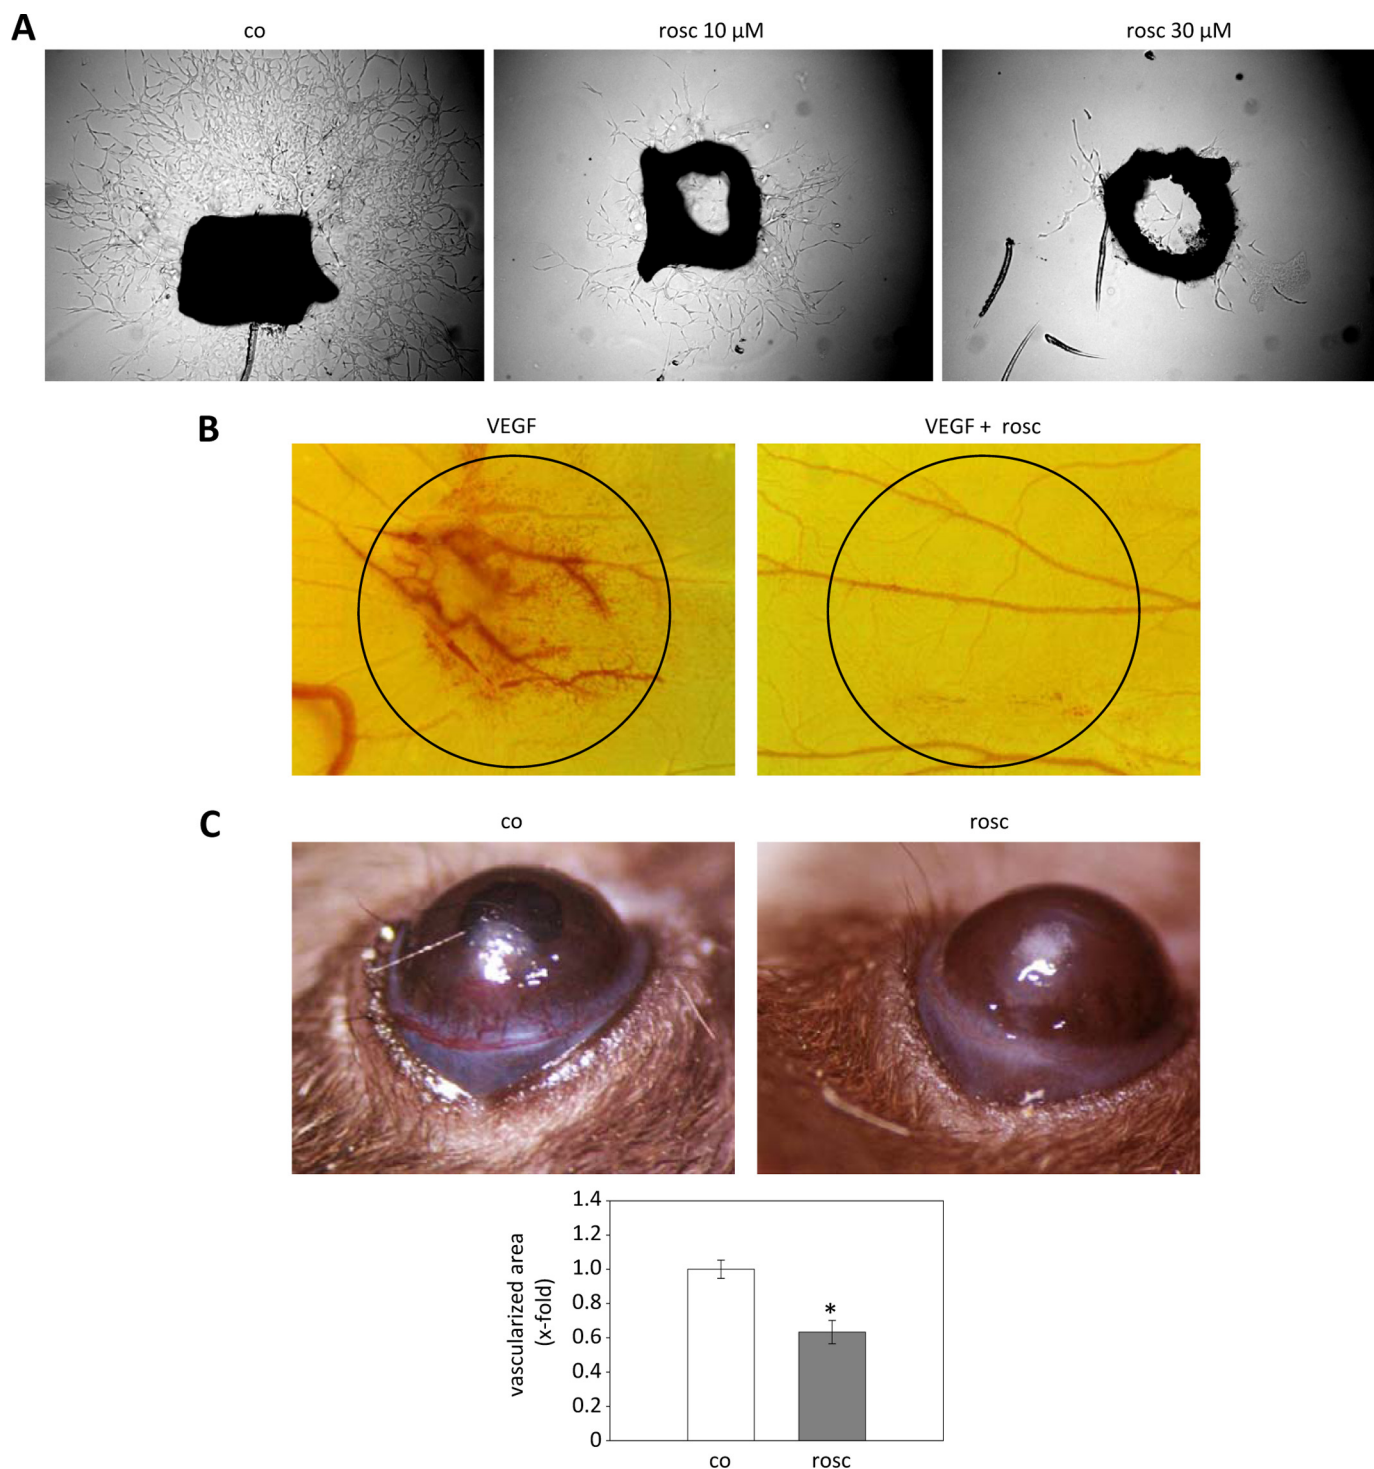 A
co
rosc 10 µM
rosc 30 µM
B
VEGF
VEGF + rosc
C
co
rosc
vascularized area
(x-fold)
1.4
1.2
1.0
0.8
0.6
0.4
0.2
0
*
co
rosc